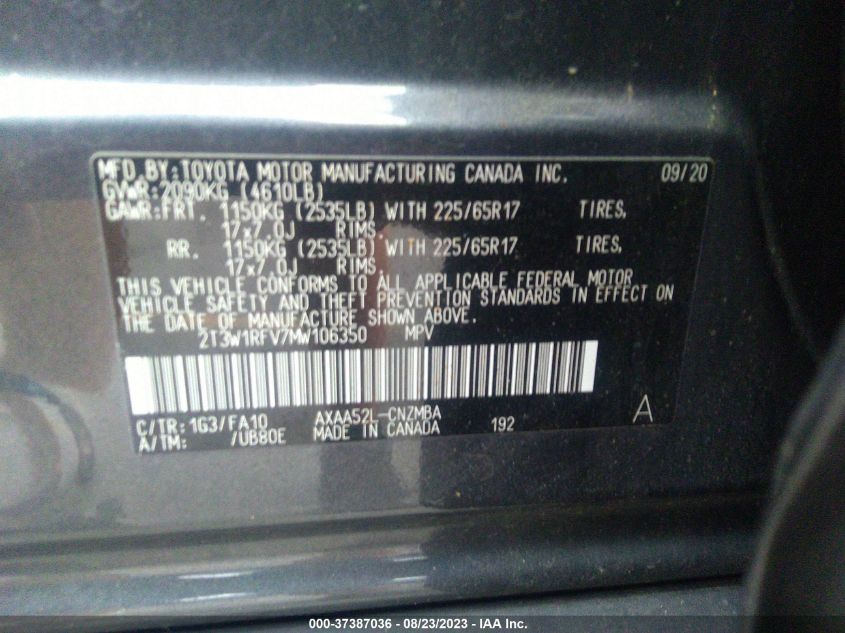 MFD.BY:TOYOTA MOTOR MANUFACTURING CANADA INC. 09/20
GVWR:2090KG (4610LB)
GAWR:FRT. 1150KG (2535LB) WITH 225/65R17 TIRES,
17x7.0J RIMS,
RR. 1150KG (2535LB) WITH 225/65R17 TIRES,
17x7.0J RIMS,
THIS VEHICLE CONFORMS TO ALL APPLICABLE FEDERAL MOTOR
VEHICLE SAFETY AND THEFT PREVENTION STANDARDS IN EFFECT ON
THE DATE OF MANUFACTURE SHOWN ABOVE.
2T3W1RFV7MW106350 MPV
C/TR:1G3/FA10 AXAA52L-CNZMBA
A/TM: /UB80E MADE IN CANADA 192 A
000-37387036 - 08/23/2023 - IAA Inc.